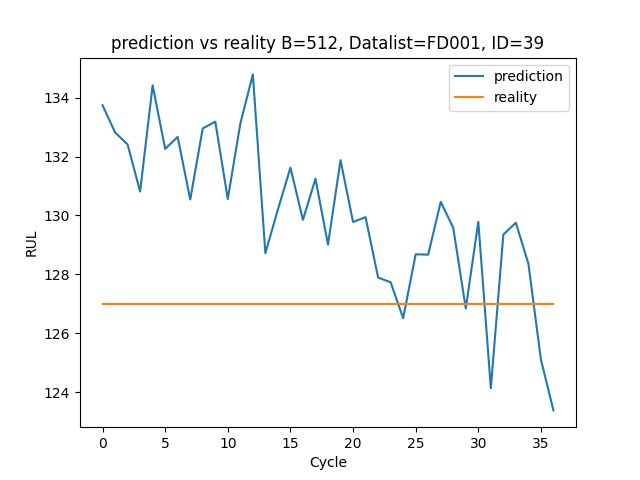 prediction vs reality B=512, Datalist=FD001, ID=39
prediction
reality
134
132
130
128
126
124
RUL
0 5 10 15 20 25 30 35
Cycle